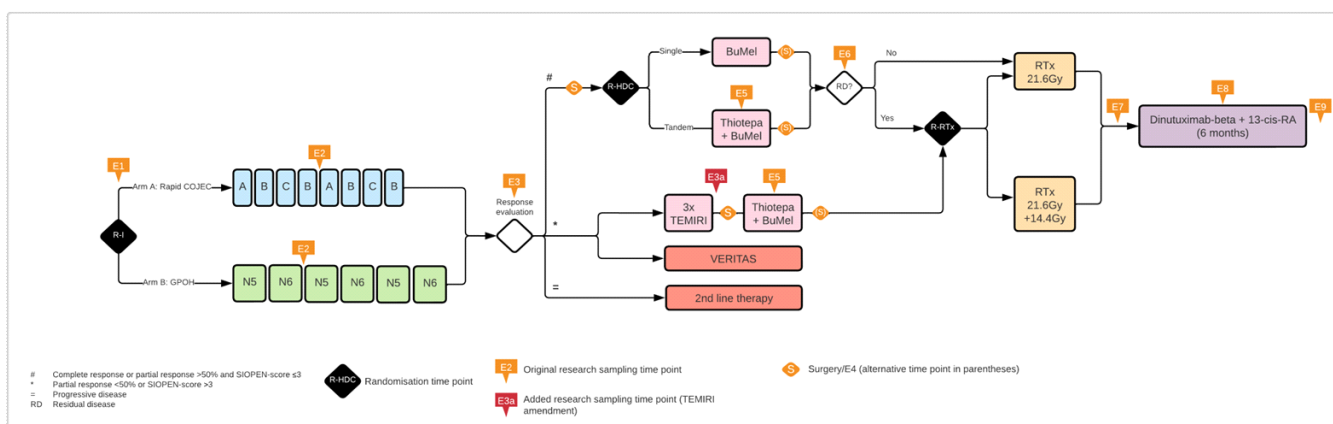 #
Single
BuMel
(S)
E6
No
RTx
21.6Gy
S
R-HDC
RD?
E5
Tandem
Thiotepa
+ BuMel
(S)
Yes
R-RTx
E7
E8
E9
Dinutuximab-beta + 13-cis-RA
(6 months)
E1
E2
Arm A: Rapid COJEC
A B C B A B C B
R-I
E2
Arm B: GPOH
N5 N6 N5 N6 N5 N6
E3
Response
evaluation
*
E3a
E5
3x
TEMIRI
S
Thiotepa
+ BuMel
(S)
RTx
21.6Gy
+14.4Gy
VERITAS
=
2nd line therapy
# Complete response or partial response >50% and SIOPEN-score ≤3
* Partial response <50% or SIOPEN-score >3
= Progressive disease
RD Residual disease
R-HDC Randomisation time point
E2 Original research sampling time point
E3a Added research sampling time point (TEMIRI
amendment)
S Surgery/E4 (alternative time point in parentheses)